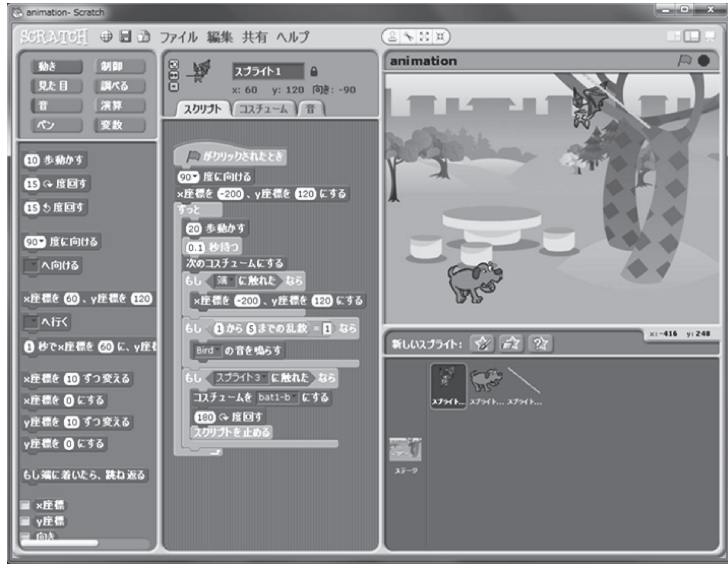 animation- Scratch
SCRATCH
ファイル 編集 共有 ヘルプ
動き 制御
見た目 調べる
音 演算
ペン 変数
10 歩動かす
15 度回す
15 度回す
90 度に向ける
へ向ける
x座標を 60 、y座標を 120
へ行く
1 秒でx座標を 60 に、y座
x座標を 10 ずつ変える
x座標を 0 にする
y座標を 10 ずつ変える
y座標を 0 にする
もし端に着いたら、跳ね返る
x座標
y座標
向き
スプライト1
x: 60 y: 120 向き: -90
スクリプト コスチューム 音
がクリックされたとき
90 度に向ける
x座標を -200 、y座標を 120 にする
ずっと
20 歩動かす
0.1 秒待つ
次のコスチュームにする
もし 端 に触れた なら
x座標を -200 、y座標を 120 にする
もし 1 から 5 までの乱数 = 1 なら
Bird の音を鳴らす
もし スプライト3 に触れた なら
コスチュームを bat1-b にする
180 度回す
スクリプトを止める
animation
x: -416 y: 248
新しいスプライト:
スプライト... スプライト... スプライト...
ステージ